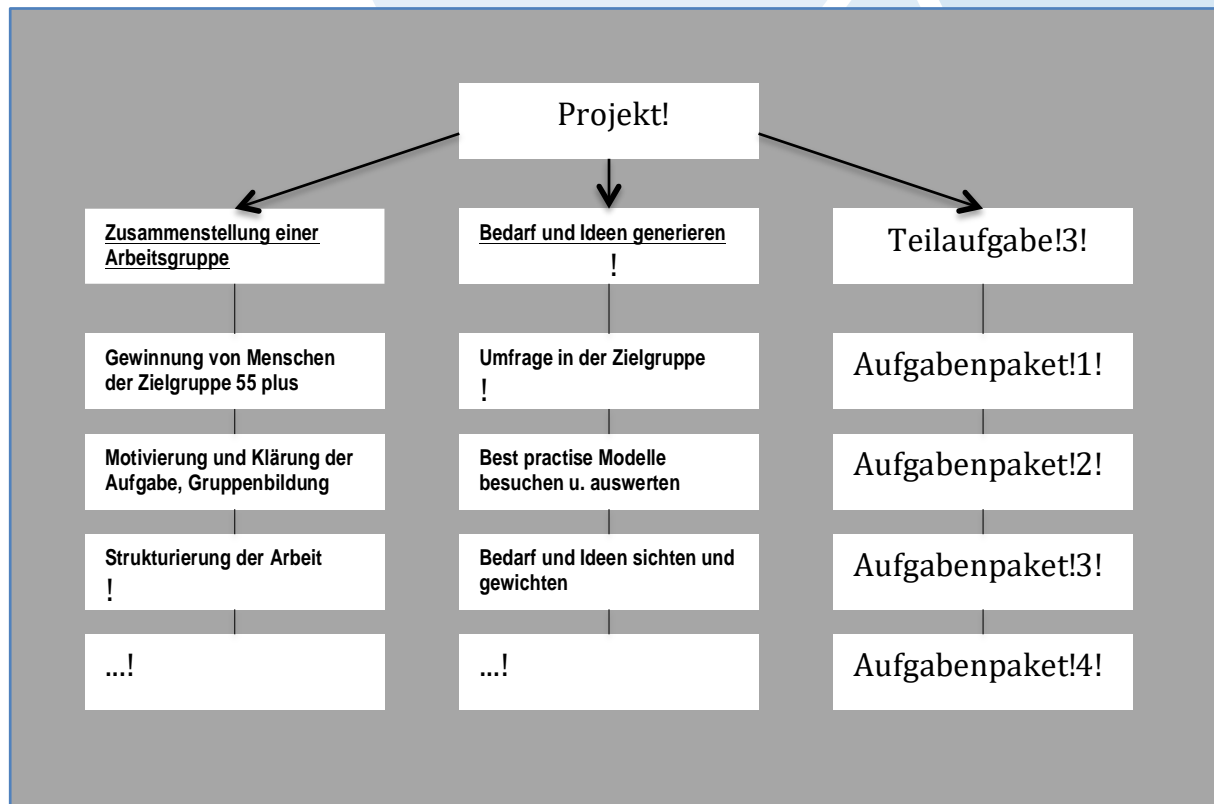 Projekt!
Zusammenstellung einer
Arbeitsgruppe
Gewinnung von Menschen
der Zielgruppe 55 plus
Motivierung und Klärung der
Aufgabe, Gruppenbildung
Strukturierung der Arbeit
!
...!
Bedarf und Ideen generieren
!
Umfrage in der Zielgruppe
!
Best practise Modelle
besuchen u. auswerten
Bedarf und Ideen sichten und
gewichten
...!
Teilaufgabe!3!
Aufgabenpaket!1!
Aufgabenpaket!2!
Aufgabenpaket!3!
Aufgabenpaket!4!